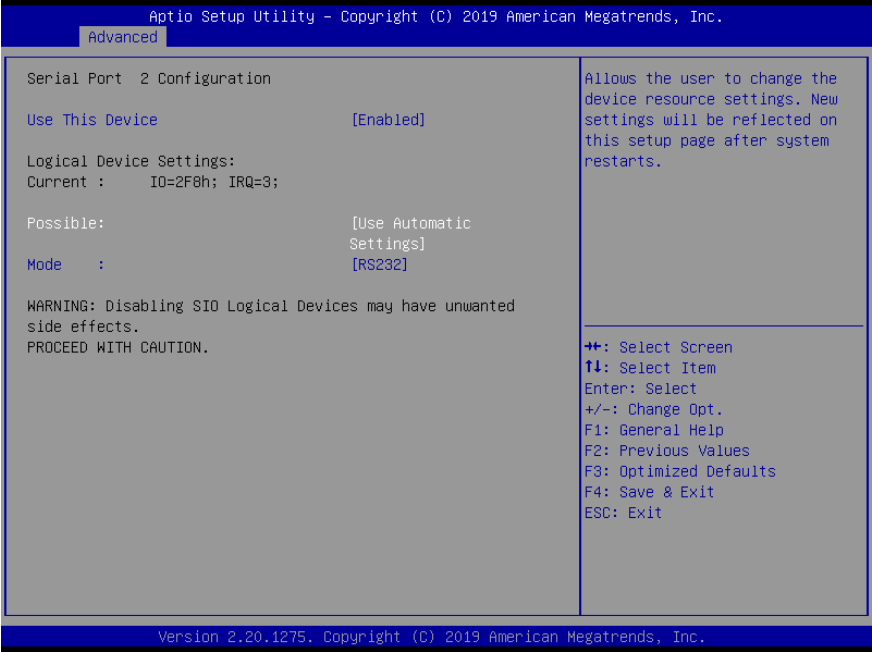 Aptio Setup Utility – Copyright (C) 2019 American Megatrends, Inc.
Advanced
Serial Port  2 Configuration
Use This Device [Enabled]
Logical Device Settings:
Current : IO=2F8h; IRQ=3;
Possible: [Use Automatic
Settings]
Mode : [RS232]
WARNING: Disabling SIO Logical Devices may have unwanted
side effects.
PROCEED WITH CAUTION.
Allows the user to change the
device resource settings. New
settings will be reflected on
this setup page after system
restarts.
→←: Select Screen
↑↓: Select Item
Enter: Select
+/-: Change Opt.
F1: General Help
F2: Previous Values
F3: Optimized Defaults
F4: Save & Exit
ESC: Exit
Version 2.20.1275. Copyright (C) 2019 American Megatrends, Inc.